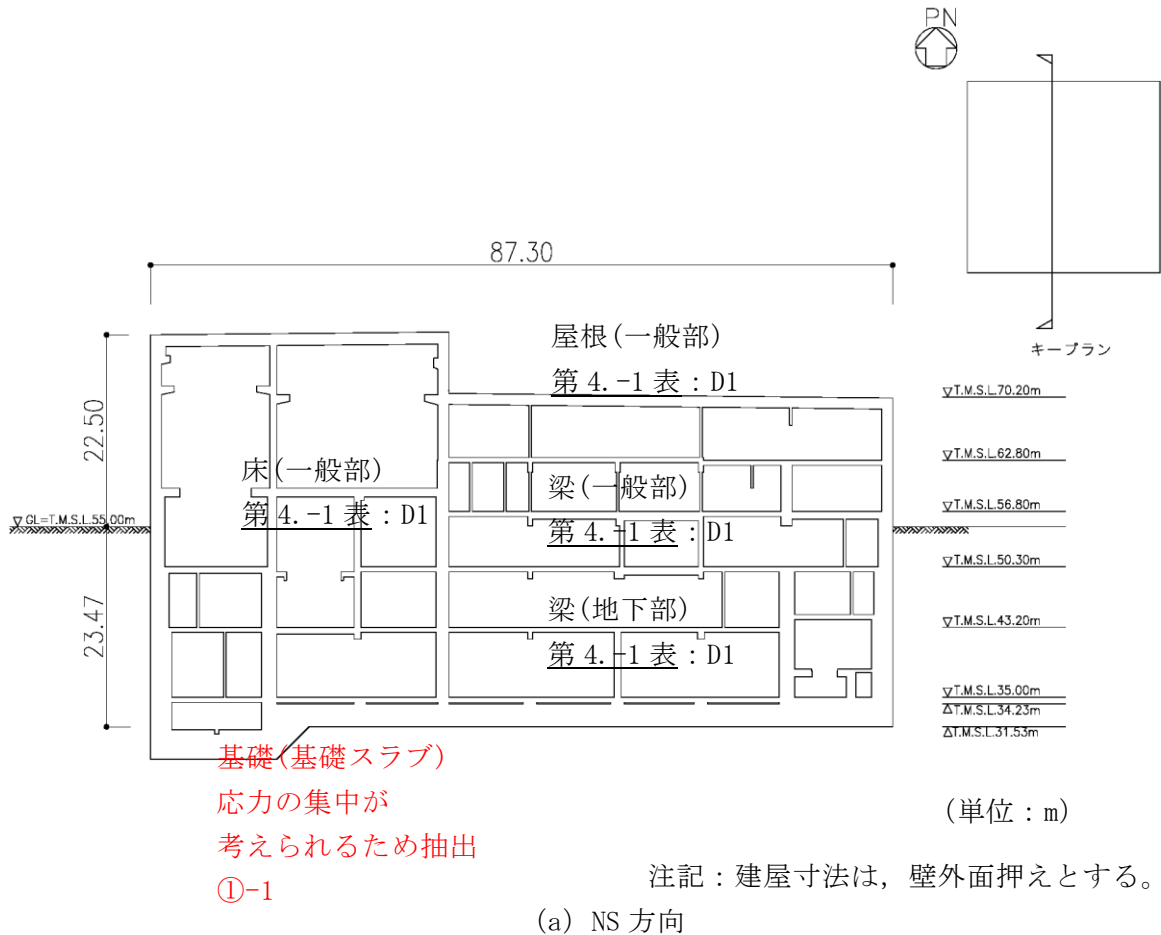 PN
キープラン
87.30
屋根(一般部)
第 4.-1 表：D1
22.50
床(一般部)
第 4.-1 表：D1
梁(一般部)
第 4.-1 表：D1
▽GL=T.M.S.L.55.00m
23.47
梁(地下部)
第 4.-1 表：D1
▽T.M.S.L.70.20m
▽T.M.S.L.62.80m
▽T.M.S.L.56.80m
▽T.M.S.L.50.30m
▽T.M.S.L.43.20m
▽T.M.S.L.35.00m
△T.M.S.L.34.23m
△T.M.S.L.31.53m
基礎(基礎スラブ)
応力の集中が
考えられるため抽出
①-1
(単位：m)
注記：建屋寸法は，壁外面押えとする。
(a) NS 方向